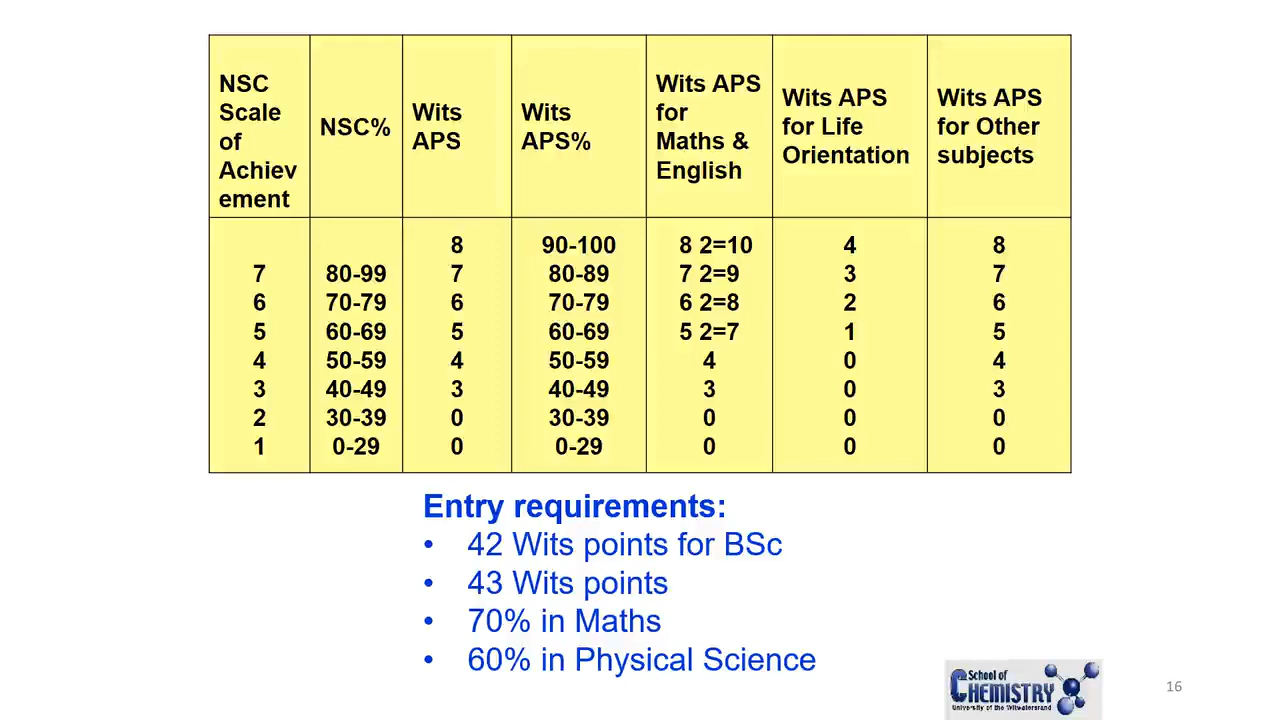 NSC Scale of Achiev ement NSC% Wits APS Wits APS% Wits APS for Maths & English Wits APS for Life Orientation Wits APS for Other subjects
8 90-100 8 2=10 4 8
7 80-99 7 80-89 7 2=9 3 7
6 70-79 6 70-79 6 2=8 2 6
5 60-69 5 60-69 5 2=7 1 5
4 50-59 4 50-59 4 0 4
3 40-49 3 40-49 3 0 3
2 30-39 0 30-39 0 0 0
1 0-29 0 0-29 0 0 0
Entry requirements:
• 42 Wits points for BSc
• 43 Wits points
• 70% in Maths
• 60% in Physical Science
School of
CHEMISTRY
University of the Witwatersrand
16